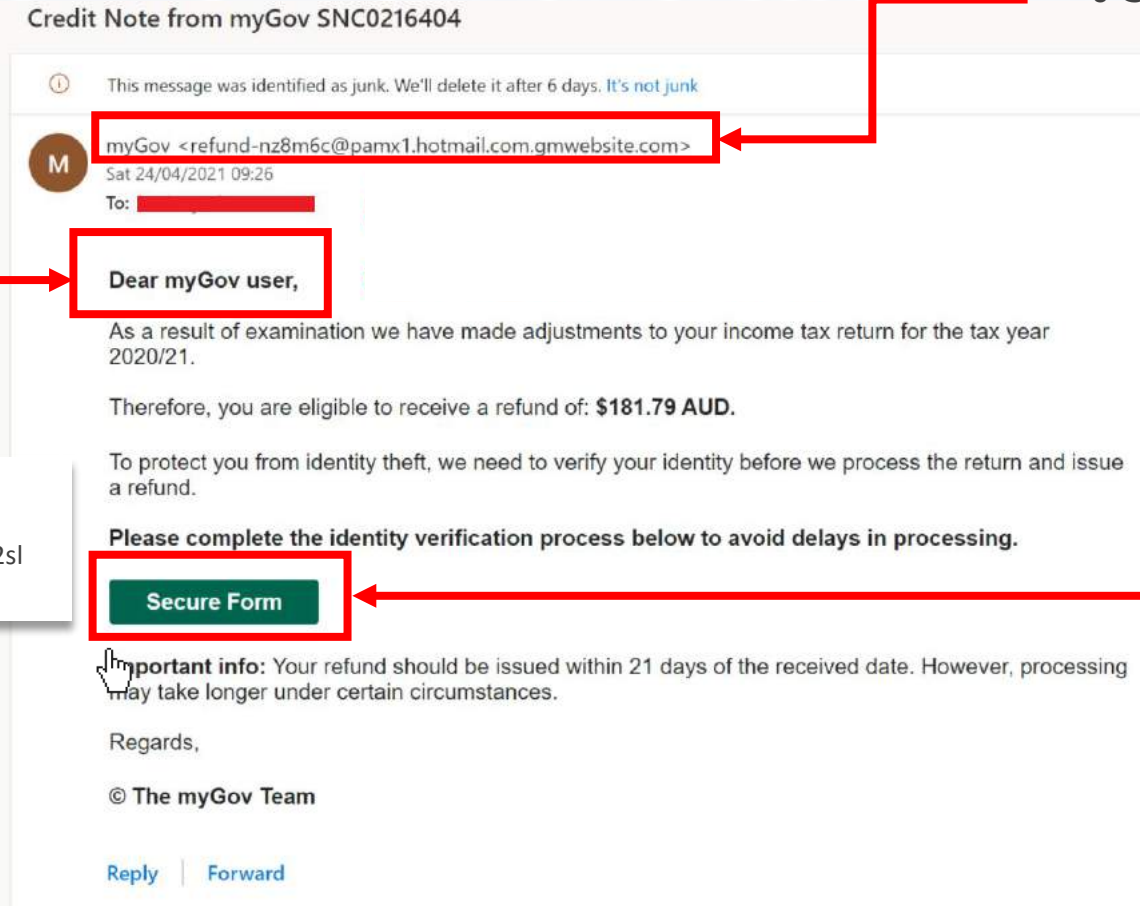 Credit Note from myGov SNC0216404
This message was identified as junk. We'll delete it after 6 days. It's not junk
M
myGov <refund-nz8m6c@pamx1.hotmail.com.gmwebsite.com>
Sat 24/04/2021 09:26
To:
Dear myGov user,
As a result of examination we have made adjustments to your income tax return for the tax year
2020/21.
Therefore, you are eligible to receive a refund of: $181.79 AUD.
To protect you from identity theft, we need to verify your identity before we process the return and issue
a refund.
2sl
Please complete the identity verification process below to avoid delays in processing.
Secure Form
Important info: Your refund should be issued within 21 days of the received date. However, processing
may take longer under certain circumstances.
Regards,
© The myGov Team
Reply | Forward